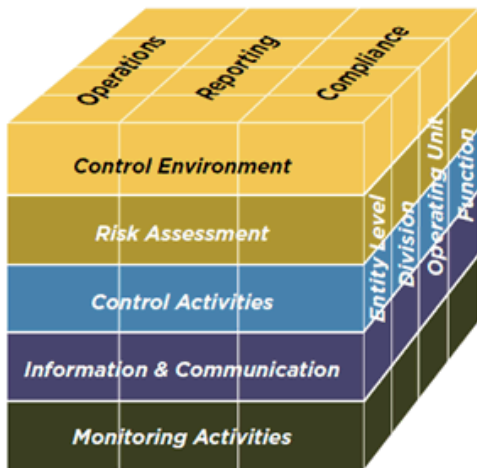 Operations
Reporting
Compliance
Control Environment
Risk Assessment
Control Activities
Information & Communication
Monitoring Activities
Entity Level
Division
Operating Unit
Function